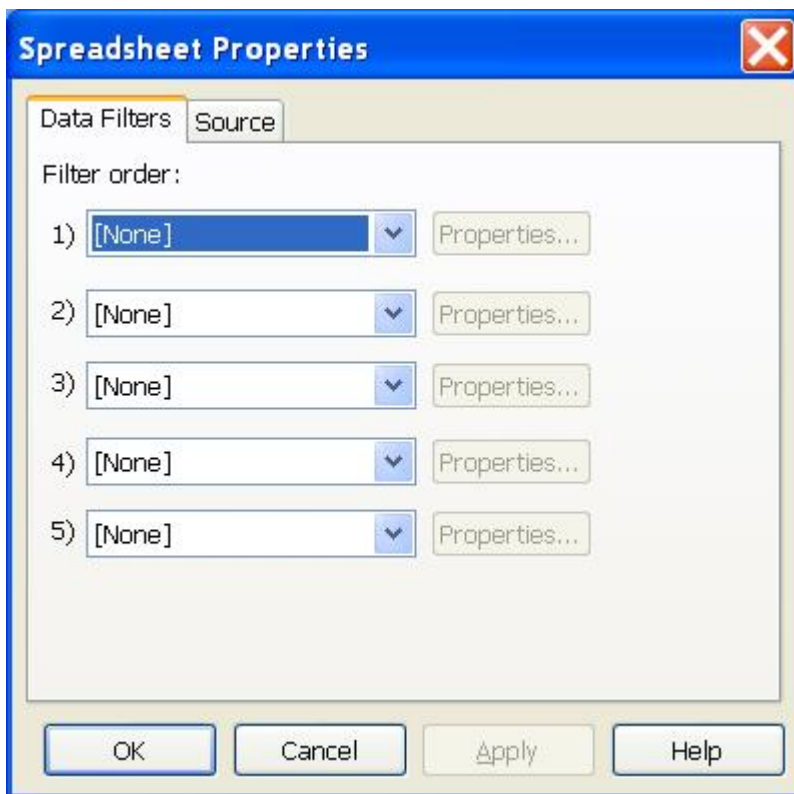 Spreadsheet Properties
Data Filters Source
Filter order:
1) [None] Properties...
2) [None] Properties...
3) [None] Properties...
4) [None] Properties...
5) [None] Properties...
OK Cancel Apply Help